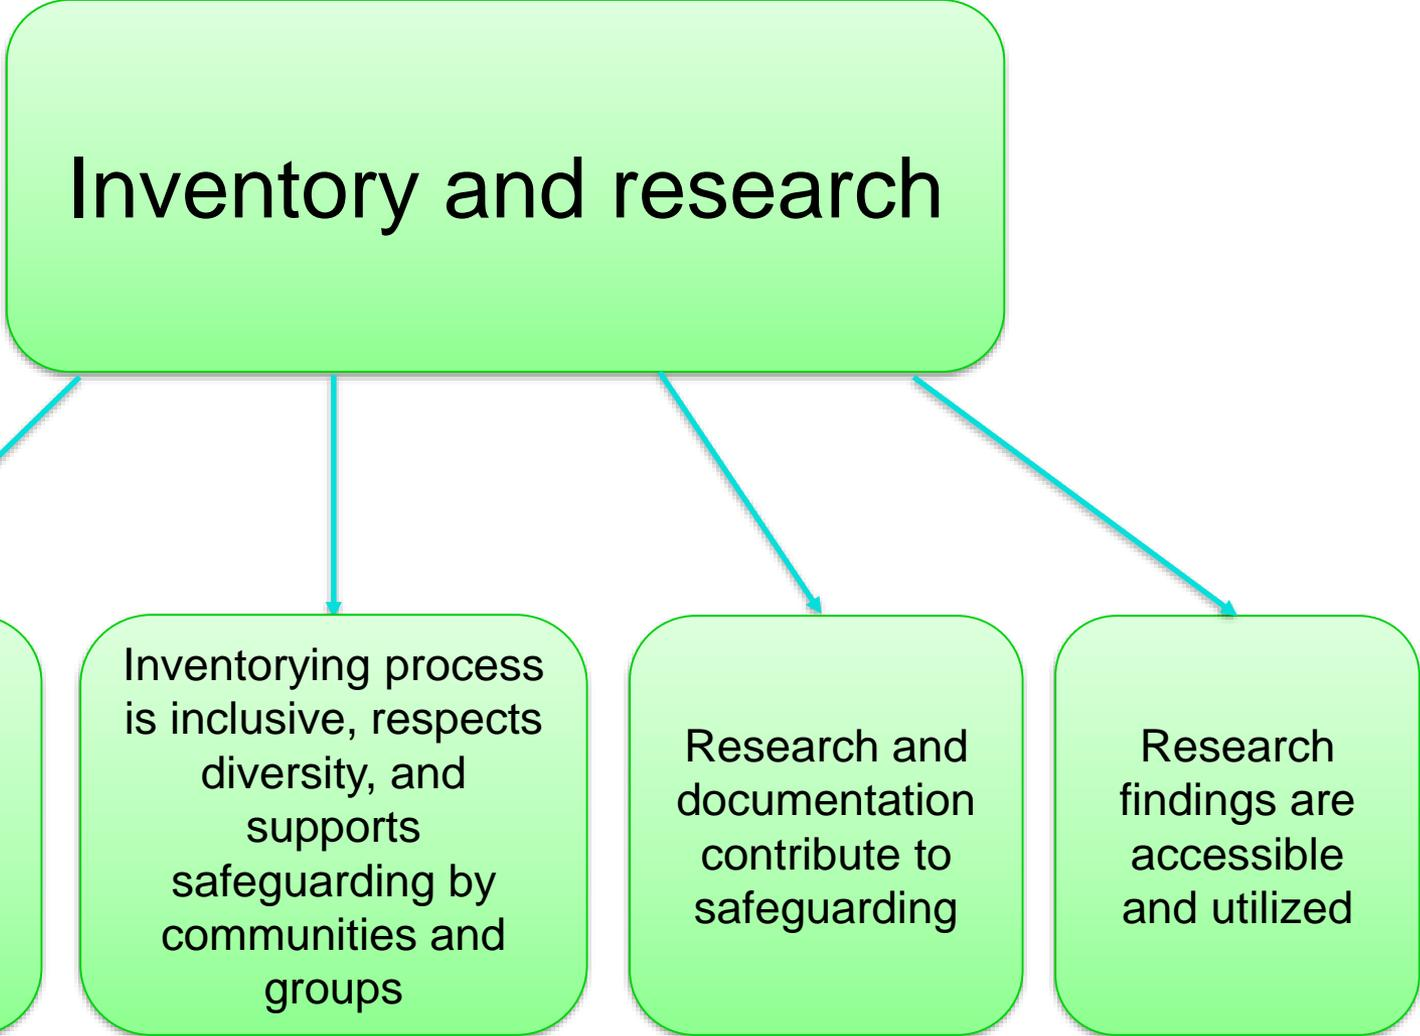 Inventory and research
Inventorying process
is inclusive, respects
diversity, and
supports
safeguarding by
communities and
groups
Research and
documentation
contribute to
safeguarding
Research
findings are
accessible
and utilized